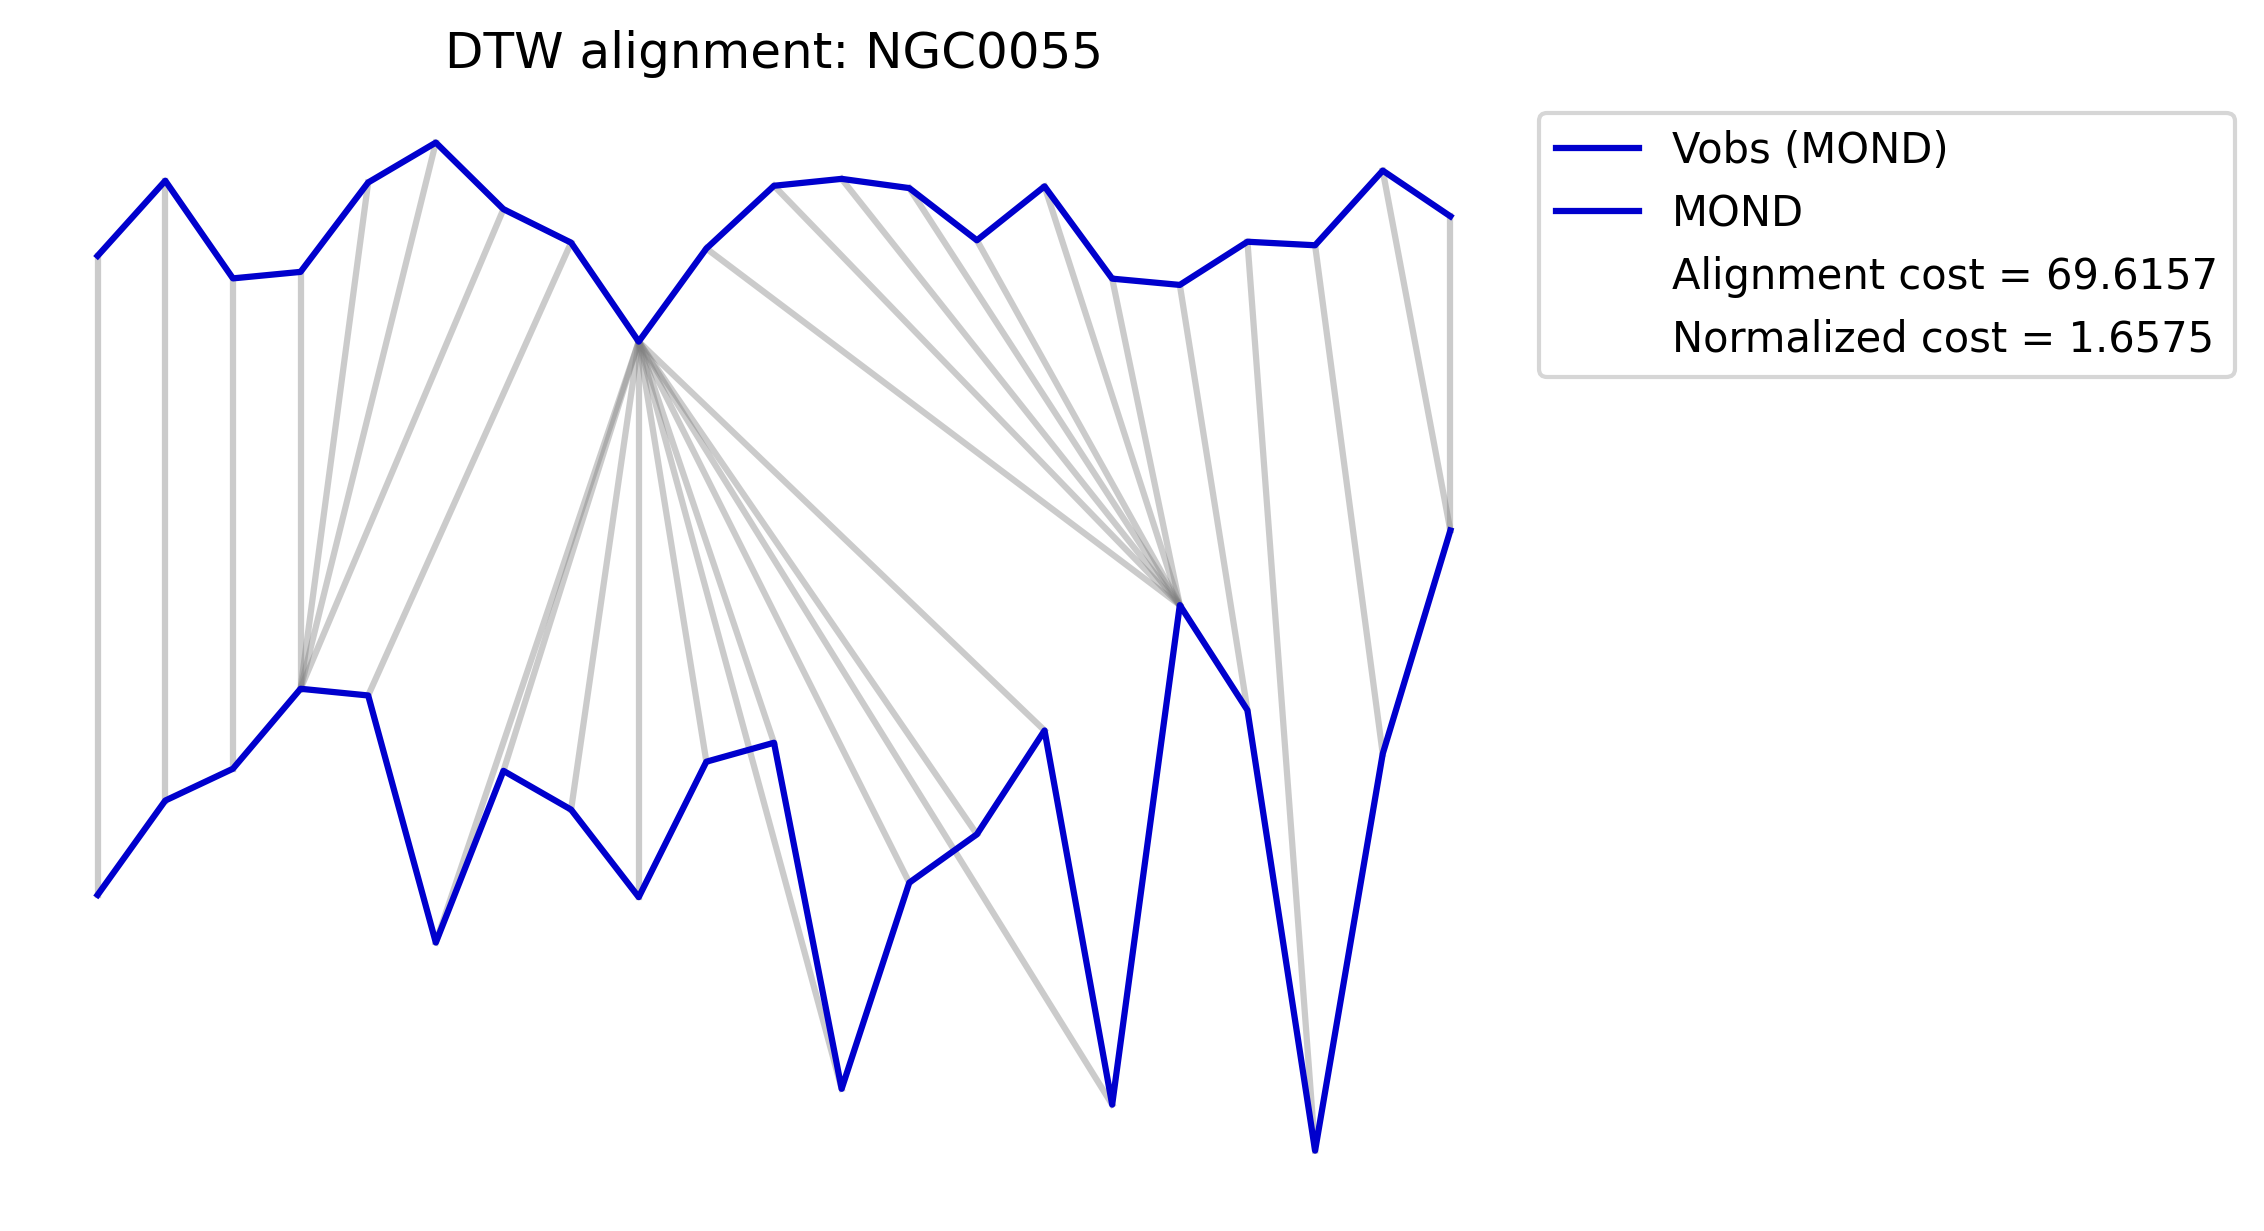 DTW alignment: NGC0055
Vobs (MOND)
MOND
Alignment cost = 69.6157
Normalized cost = 1.6575